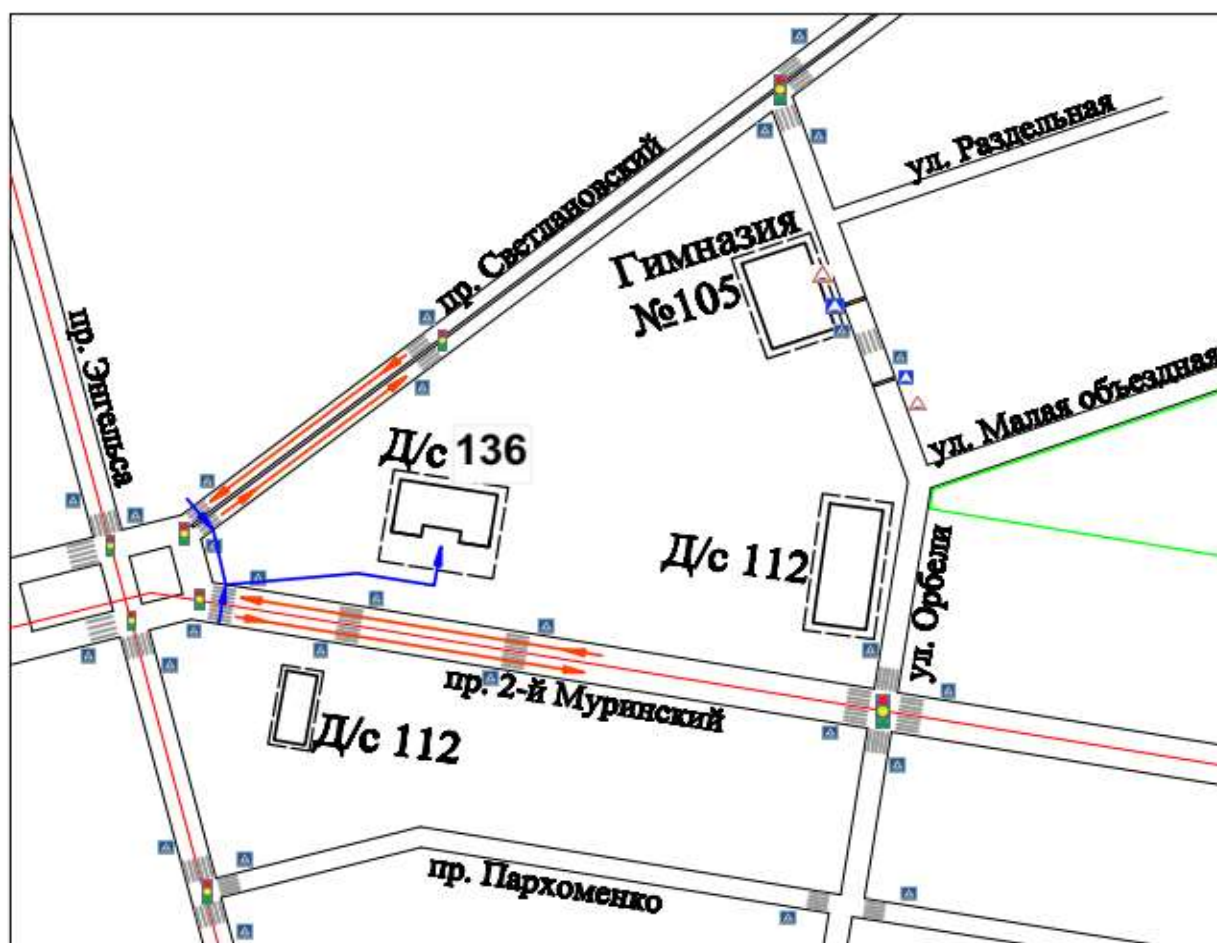 ул. Раздельная
пр. Светлановский
Гимназия
№105
пр. Энгельса
ул. Малая объездная
Д/с 136
Д/с 112
ул. Орбели
пр. 2-й Муринский
Д/с 112
пр. Пархоменко